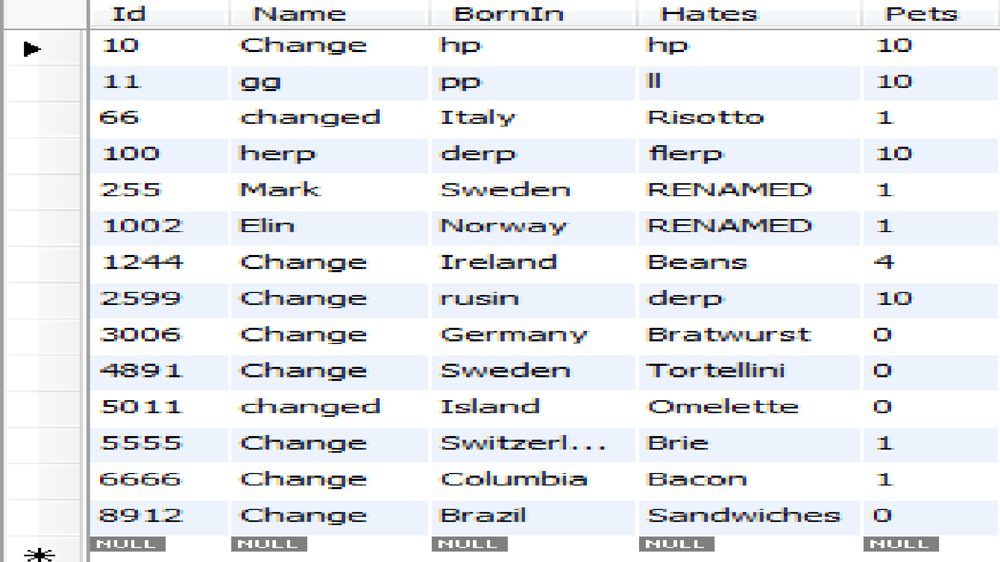 Id Name BornIn Hates Pets
10 Change hp hp 10
11 gg pp ll 10
66 changed Italy Risotto 1
100 herp derp flerp 10
255 Mark Sweden RENAMED 1
1002 Elin Norway RENAMED 1
1244 Change Ireland Beans 4
2599 Change rusin derp 10
3006 Change Germany Bratwurst 0
4891 Change Sweden Tortellini 0
5011 changed Island Omelette 0
5555 Change Switzerl... Brie 1
6666 Change Columbia Bacon 1
8912 Change Brazil Sandwiches 0
NULL NULL NULL NULL NULL